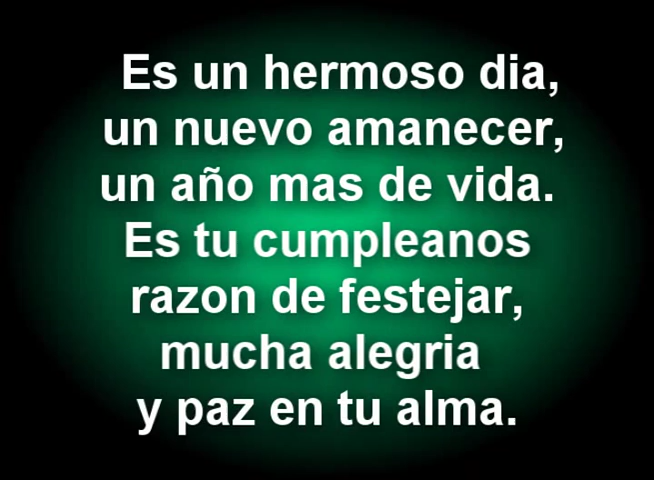 Es un hermoso dia,
un nuevo amanecer,
un año mas de vida.
Es tu cumpleanos
razon de festejar,
mucha alegria
y paz en tu alma.